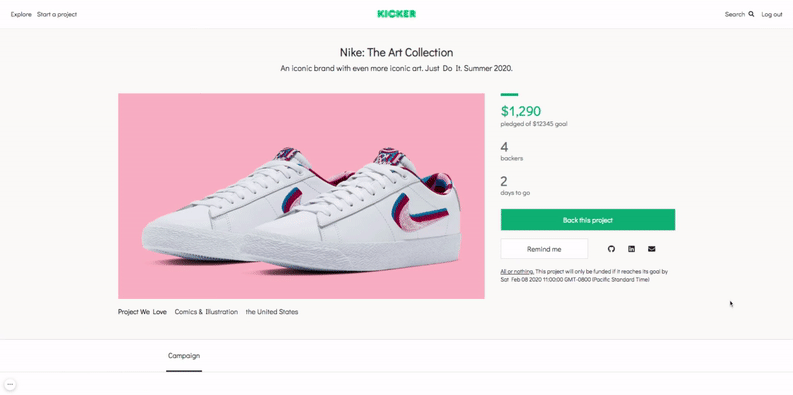 Explore Start a project
KICKER
Search Log out
Nike: The Art Collection
An iconic brand with even more iconic art. Just Do It. Summer 2020.
$1,290
pledged of $12345 goal
4
backers
2
days to go
Back this project
Remind me
All or nothing. This project will only be funded if it reaches its goal by
Sat Feb 08 2020 11:00:00 GMT-0800 (Pacific Standard Time)
Project We Love Comics & Illustration the United States
Campaign